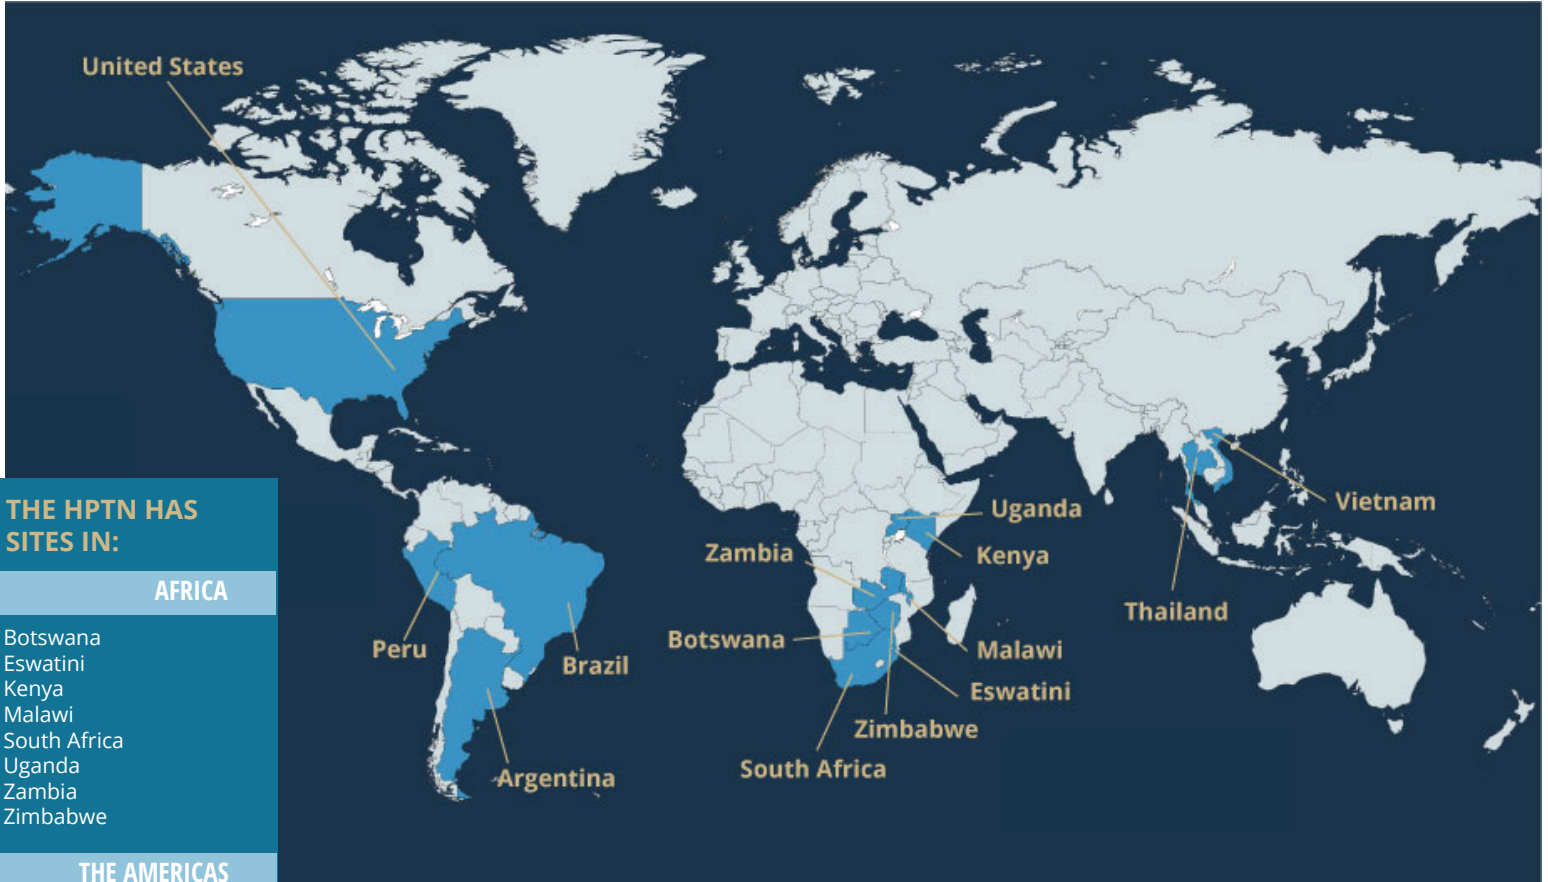 United States
Uganda
Vietnam
Zambia
Kenya
Thailand
Botswana
Peru
Malawi
Brazil
Eswatini
Zimbabwe
South Africa
Argentina
THE HPTN HAS
SITES IN:
AFRICA
Botswana
Eswatini
Kenya
Malawi
South Africa
Uganda
Zambia
Zimbabwe
THE AMERICAS